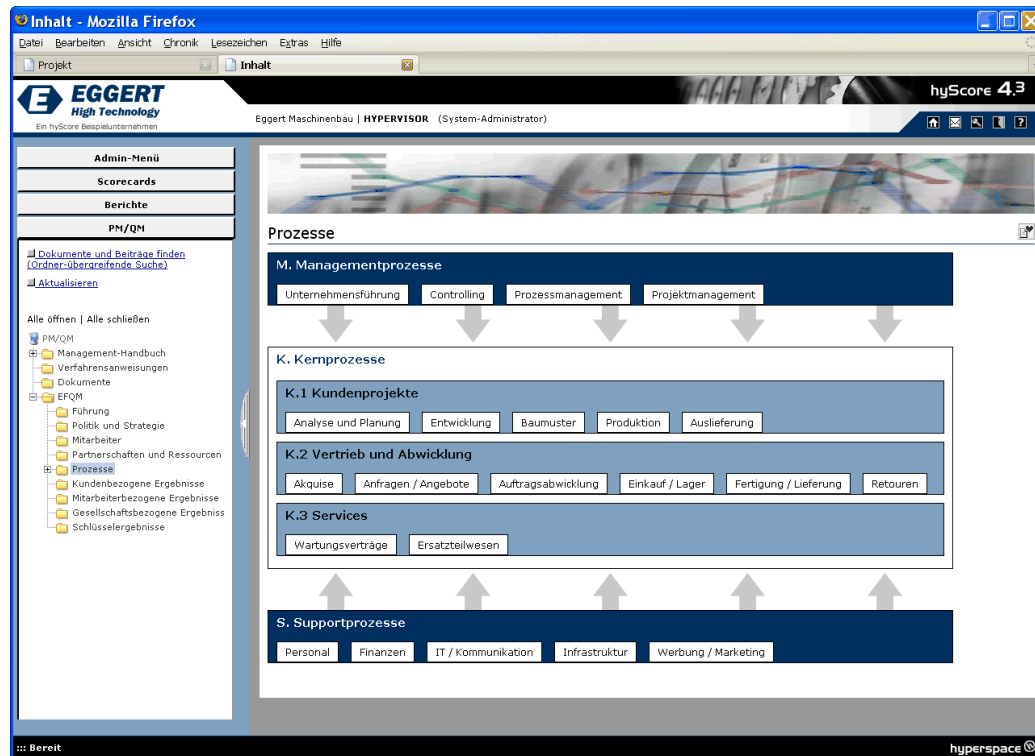 Inhalt - Mozilla Firefox
Datei Bearbeiten Ansicht Chronik Lesezeichen Extras Hilfe
Projekt Inhalt
EGGERT
High Technology
Ein hyScore Beispielunternehmen
hyScore 4.3
Eggert Maschinenbau | HYPERVISOR (System-Administrator)
Admin-Menü
Scorecards
Berichte
PM/QM
Dokumente und Beiträge finden
(Ordner-übergreifende Suche)
Aktualisieren
Alle öffnen | Alle schließen
PM/QM
Management-Handbuch
Verfahrensanweisungen
Dokumente
EFQM
Führung
Politik und Strategie
Mitarbeiter
Partnerschaften und Ressourcen
Prozesse
Kundenbezogene Ergebnisse
Mitarbeiterbezogene Ergebnisse
Gesellschaftsbezogene Ergebniss
Schlüsselergebnisse
Prozesse
M. Managementprozesse
Unternehmensführung Controlling Prozessmanagement Projektmanagement
K. Kernprozesse
K.1 Kundenprojekte
Analyse und Planung Entwicklung Baumuster Produktion Auslieferung
K.2 Vertrieb und Abwicklung
Akquise Anfragen / Angebote Auftragsabwicklung Einkauf / Lager Fertigung / Lieferung Retouren
K.3 Services
Wartungsverträge Ersatzteilwesen
S. Supportprozesse
Personal Finanzen IT / Kommunikation Infrastruktur Werbung / Marketing
::: Bereit
hyperspace